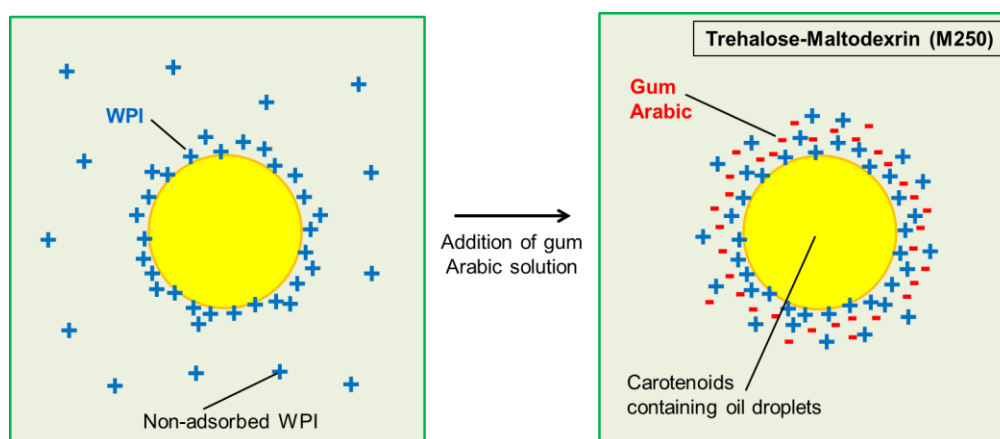 WPI
Non-adsorbed WPI
Addition of gum
Arabic solution
Trehalose-Maltodexrin (M250)
Gum
Arabic
Carotenoids
containing oil droplets